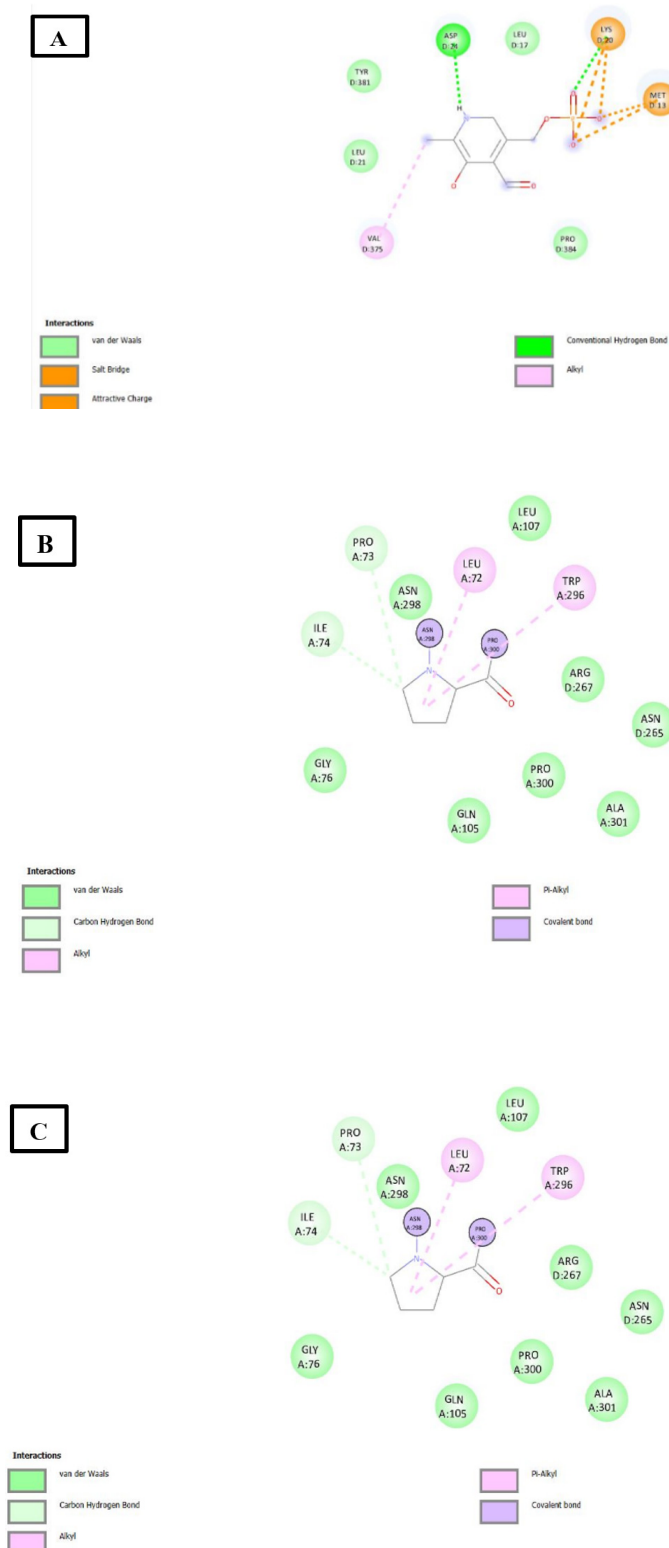 A
ASP
D:24
LEU
D:17
LYS
D:20
TYR
D:381
MET
D:13
H
N
O
O
P
O
O
LEU
D:21
O
O
VAL
D:375
PRO
D:384
Interactions
van der Waals
Salt Bridge
Attractive Charge
Conventional Hydrogen Bond
Alkyl
B
LEU
A:107
PRO
A:73
LEU
A:72
TRP
A:296
ASN
A:298
ILE
A:74
ASN
A:298
PRO
A:300
N
O
ARG
D:267
ASN
D:265
GLY
A:76
PRO
A:300
GLN
A:105
ALA
A:301
Interactions
van der Waals
Carbon Hydrogen Bond
Alkyl
Pi-Alkyl
Covalent bond
C
LEU
A:107
PRO
A:73
LEU
A:72
TRP
A:296
ASN
A:298
ILE
A:74
ASN
A:298
PRO
A:300
N
O
ARG
D:267
ASN
D:265
GLY
A:76
PRO
A:300
GLN
A:105
ALA
A:301
Interactions
van der Waals
Carbon Hydrogen Bond
Alkyl
Pi-Alkyl
Covalent bond